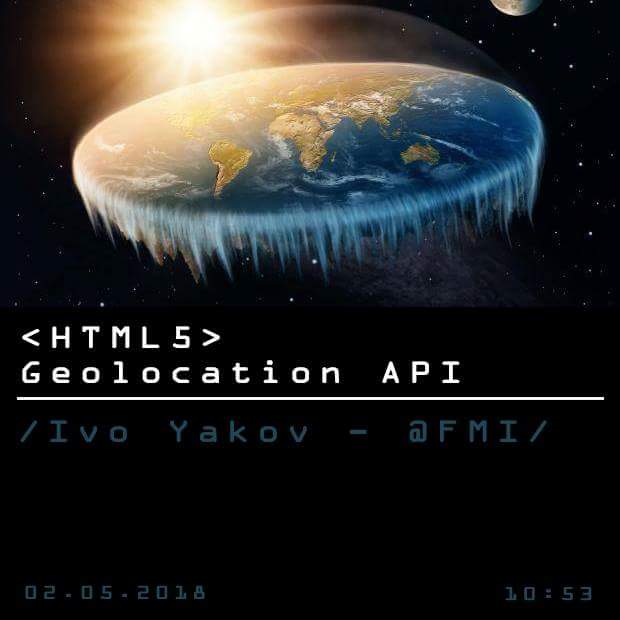 <HTML5>
Geolocation API
/Ivo Yakov - @FMI/
02.05.2018 10:53